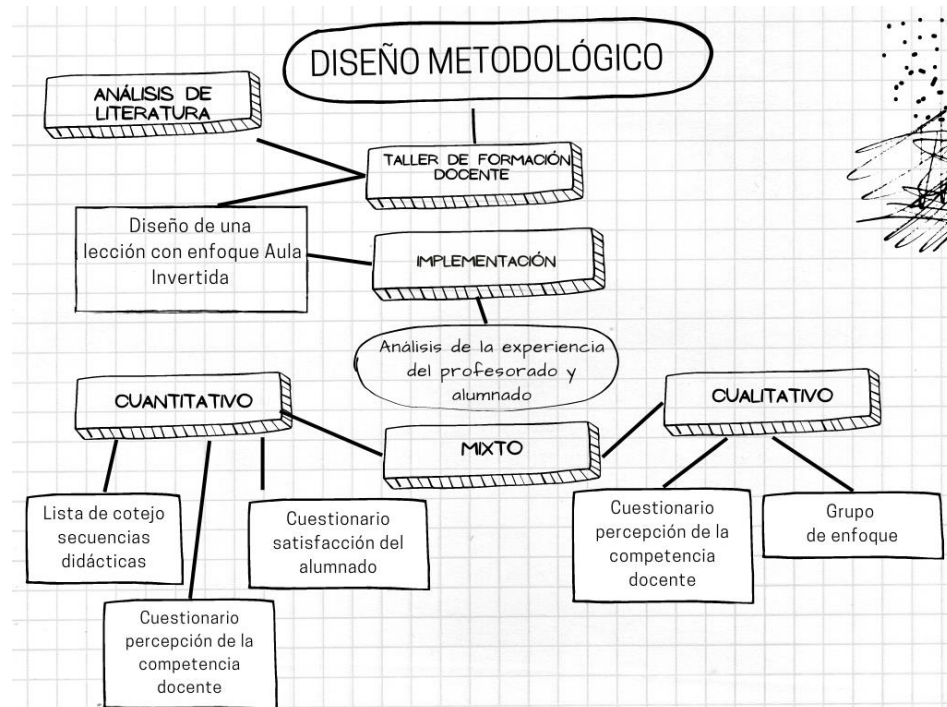 DISEÑO METODOLÓGICO
ANÁLISIS DE
LITERATURA
TALLER DE FORMACIÓN
DOCENTE
Diseño de una
lección con enfoque Aula
Invertida
IMPLEMENTACIÓN
Análisis de la experiencia
del profesorado y
alumnado
CUANTITATIVO
CUALITATIVO
MIXTO
Lista de cotejo
secuencias
didácticas
Cuestionario
satisfacción del
alumnado
Cuestionario
percepción de la
competencia
docente
Grupo
de enfoque
Cuestionario
percepción de la
competencia
docente